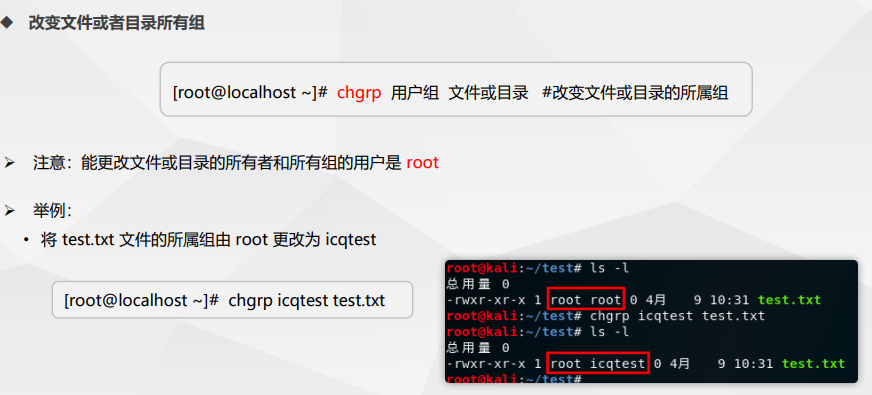 ◆ 改变文件或者目录所有组
[root@localhost ~]# chgrp 用户组 文件或目录 #改变文件或目录的所属组
➢ 注意：能更改文件或目录的所有者和所有组的用户是 root
➢ 举例：
• 将 test.txt 文件的所属组由 root 更改为 icqtest
[root@localhost ~]# chgrp icqtest test.txt
root@kali:~/test# ls -l
总用量 0
-rwxr-xr-x 1 root root 0 4月 9 10:31 test.txt
root@kali:~/test# chgrp icqtest test.txt
root@kali:~/test# ls -l
总用量 0
-rwxr-xr-x 1 root icqtest 0 4月 9 10:31 test.txt
root@kali:~/test#